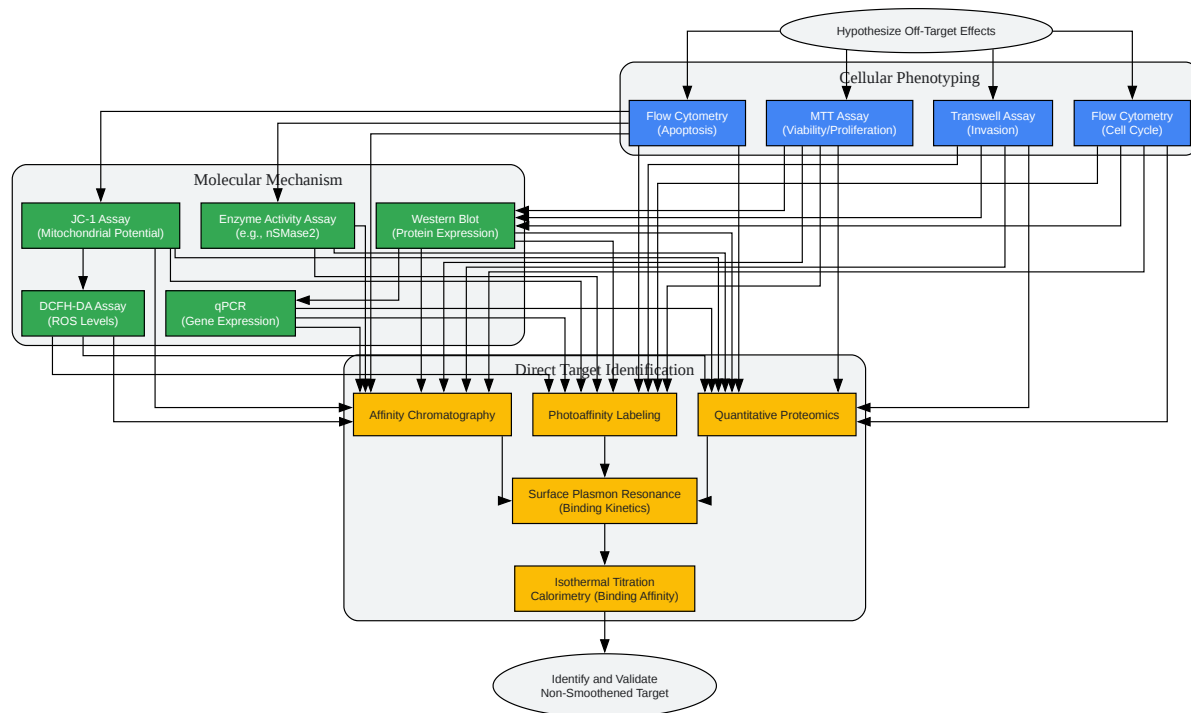 Hypothesize Off-Target Effects
Cellular Phenotyping
Flow Cytometry
(Apoptosis)
MTT Assay
(Viability/Proliferation)
Transwell Assay
(Invasion)
Flow Cytometry
(Cell Cycle)
Molecular Mechanism
JC-1 Assay
(Mitochondrial Potential)
Enzyme Activity Assay
(e.g., nSMase2)
Western Blot
(Protein Expression)
DCFH-DA Assay
(ROS Levels)
qPCR
(Gene Expression)
Direct Target Identification
Affinity Chromatography
Photoaffinity Labeling
Quantitative Proteomics
Surface Plasmon Resonance
(Binding Kinetics)
Isothermal Titration
Calorimetry (Binding Affinity)
Identify and Validate
Non-Smoothened Target